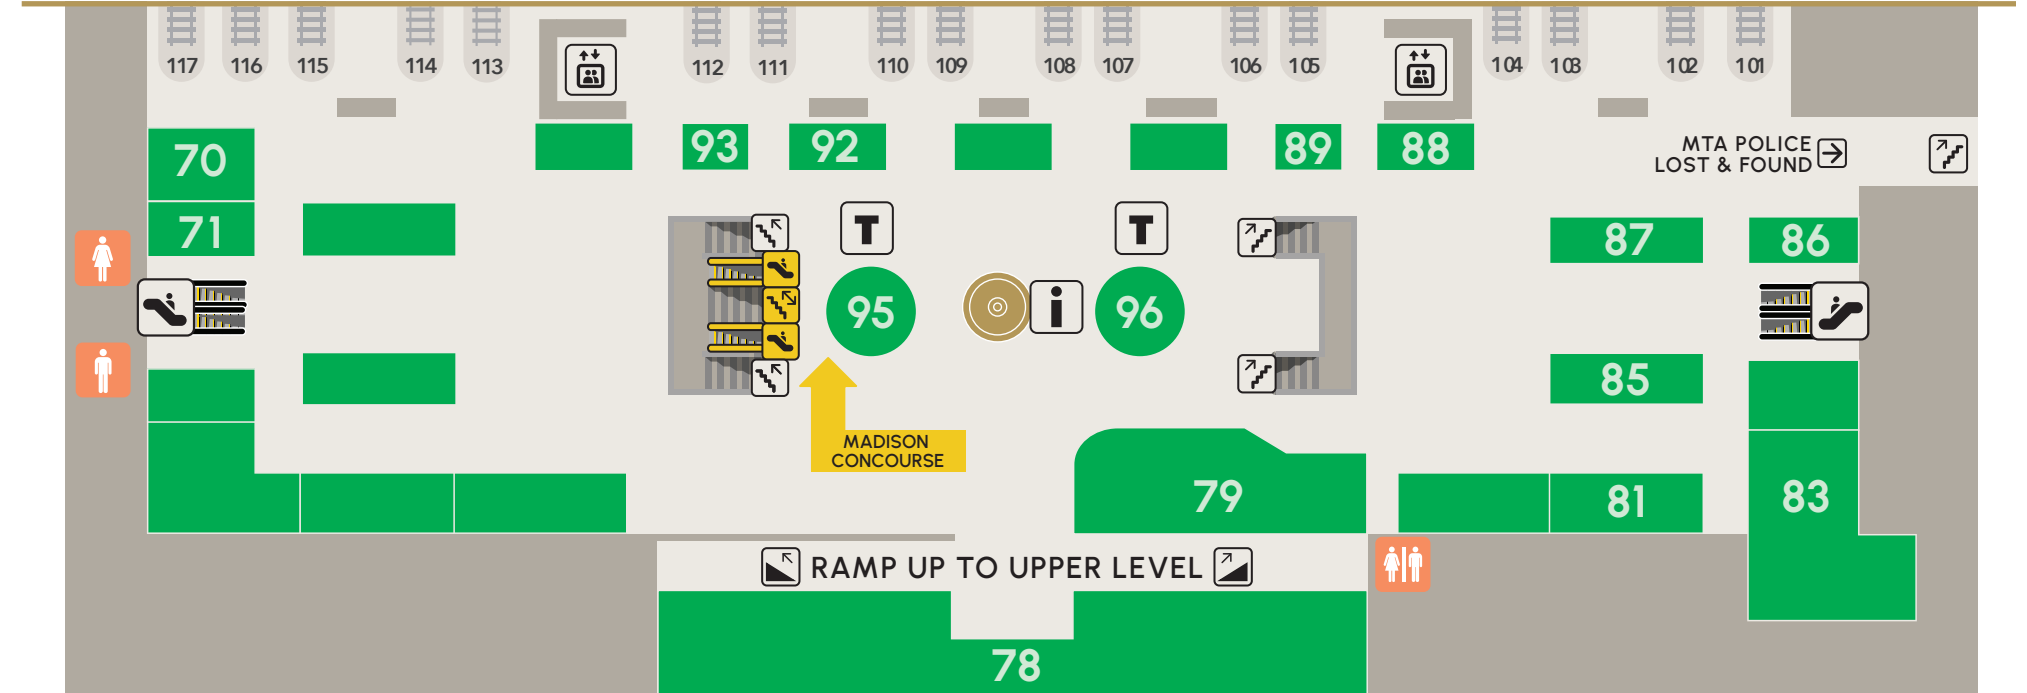 117 116 115 114 113 112 111 110 109 108 107 106 105 104 103 102 101
70 93 92 89 88
MTA POLICE
LOST & FOUND
71 T T 87 86
95 i 96
85
MADISON
CONCOURSE
79 81 83
RAMP UP TO UPPER LEVEL
78